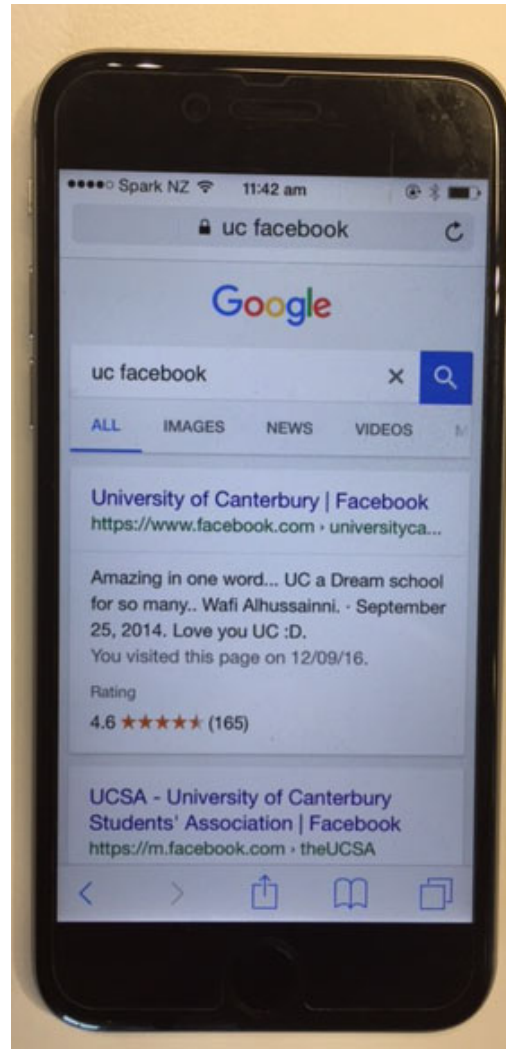 Spark NZ 11:42 am
uc facebook
Google
uc facebook
ALL IMAGES NEWS VIDEOS M
University of Canterbury | Facebook
https://www.facebook.com › universityca...
Amazing in one word... UC a Dream school
for so many.. Wafi Alhussainni. · September
25, 2014. Love you UC :D.
You visited this page on 12/09/16.
Rating
4.6 ★★★★★ (165)
UCSA - University of Canterbury
Students' Association | Facebook
https://m.facebook.com › theUCSA